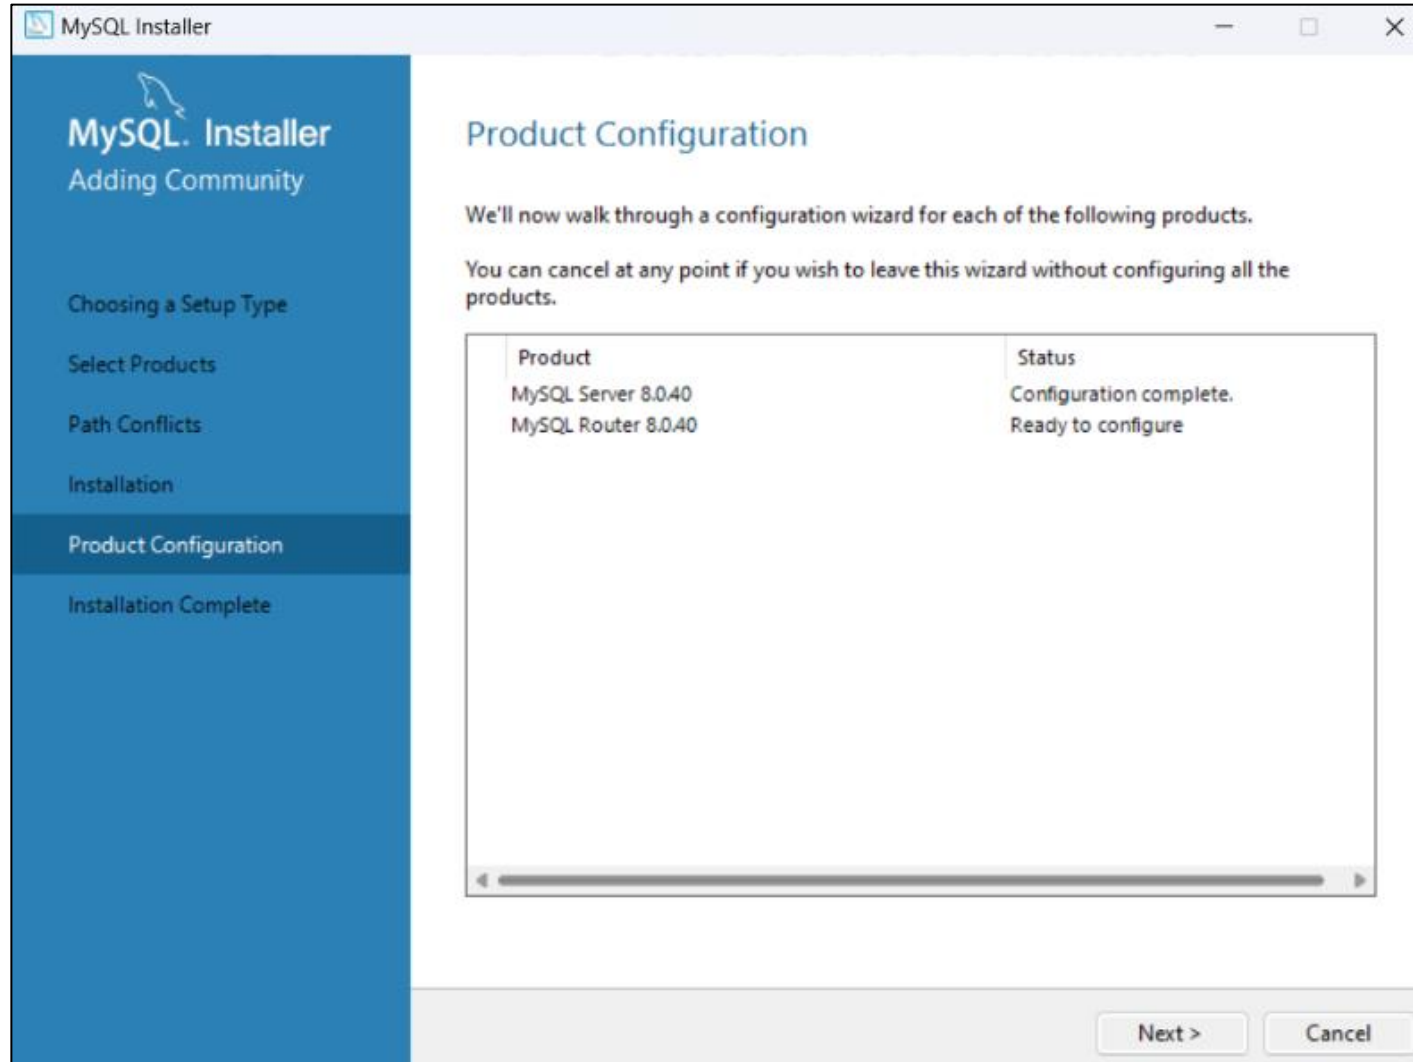 MySQL Installer
MySQL. Installer
Adding Community
Choosing a Setup Type
Select Products
Path Conflicts
Installation
Product Configuration
Installation Complete
Product Configuration
We'll now walk through a configuration wizard for each of the following products.
You can cancel at any point if you wish to leave this wizard without configuring all the
products.
Product Status
MySQL Server 8.0.40 Configuration complete.
MySQL Router 8.0.40 Ready to configure
Next > Cancel